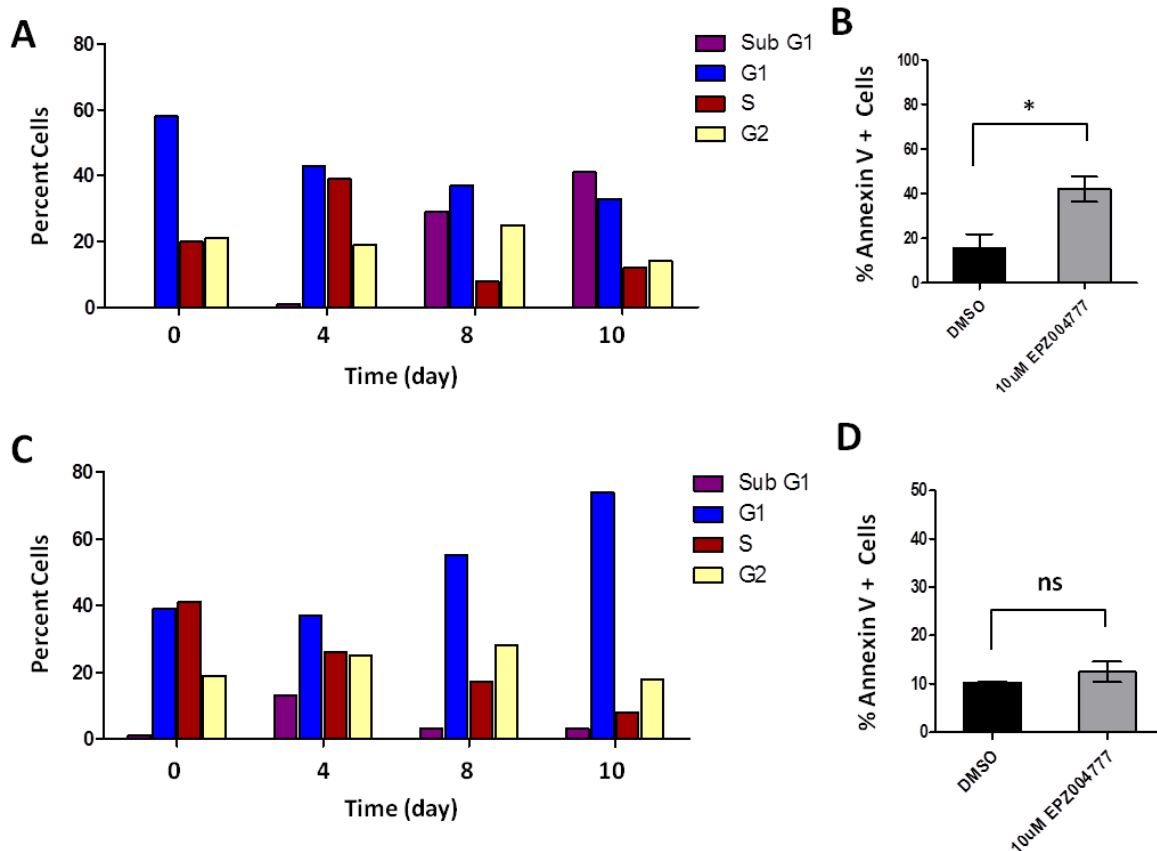 A
80
60
40
20
0
Percent Cells
0 4 8 10
Time (day)
Sub G1
G1
S
G2
B
100
80
60
40
20
0
% Annexin V + Cells
*
DMSO
10uM EPZ004777
C
80
60
40
20
0
Percent Cells
0 4 8 10
Time (day)
Sub G1
G1
S
G2
D
50
40
30
20
10
0
% Annexin V + Cells
ns
DMSO
10uM EPZ004777